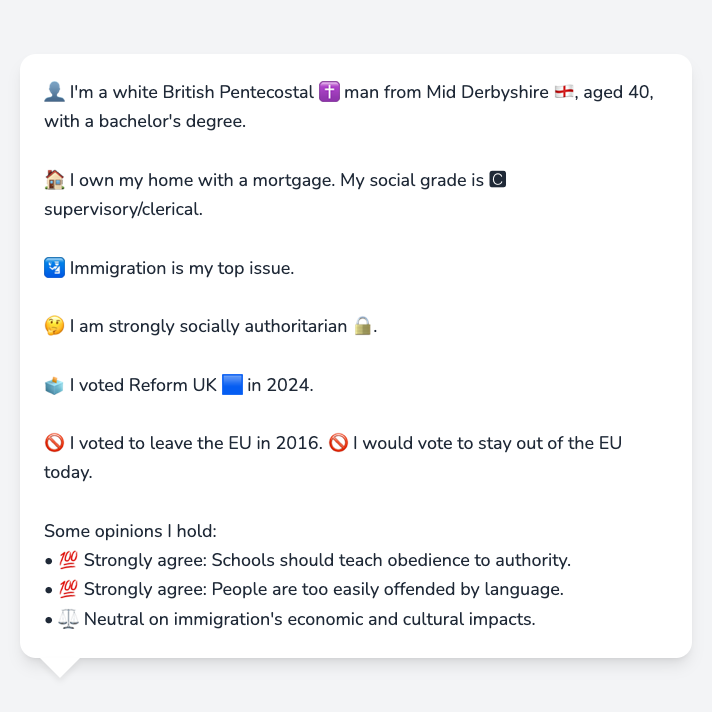 👤 I'm a white British Pentecostal ✝️ man from Mid Derbyshire 🏴󠁧󠁢󠁥󠁮󠁧󠁿, aged 40,
with a bachelor's degree.
🏠 I own my home with a mortgage. My social grade is 🅲
supervisory/clerical.
🛂 Immigration is my top issue.
🤔 I am strongly socially authoritarian 🔒.
🗳️ I voted Reform UK 🟦 in 2024.
🚫 I voted to leave the EU in 2016. 🚫 I would vote to stay out of the EU
today.
Some opinions I hold:
• 💯 Strongly agree: Schools should teach obedience to authority.
• 💯 Strongly agree: People are too easily offended by language.
• ⚖️ Neutral on immigration's economic and cultural impacts.